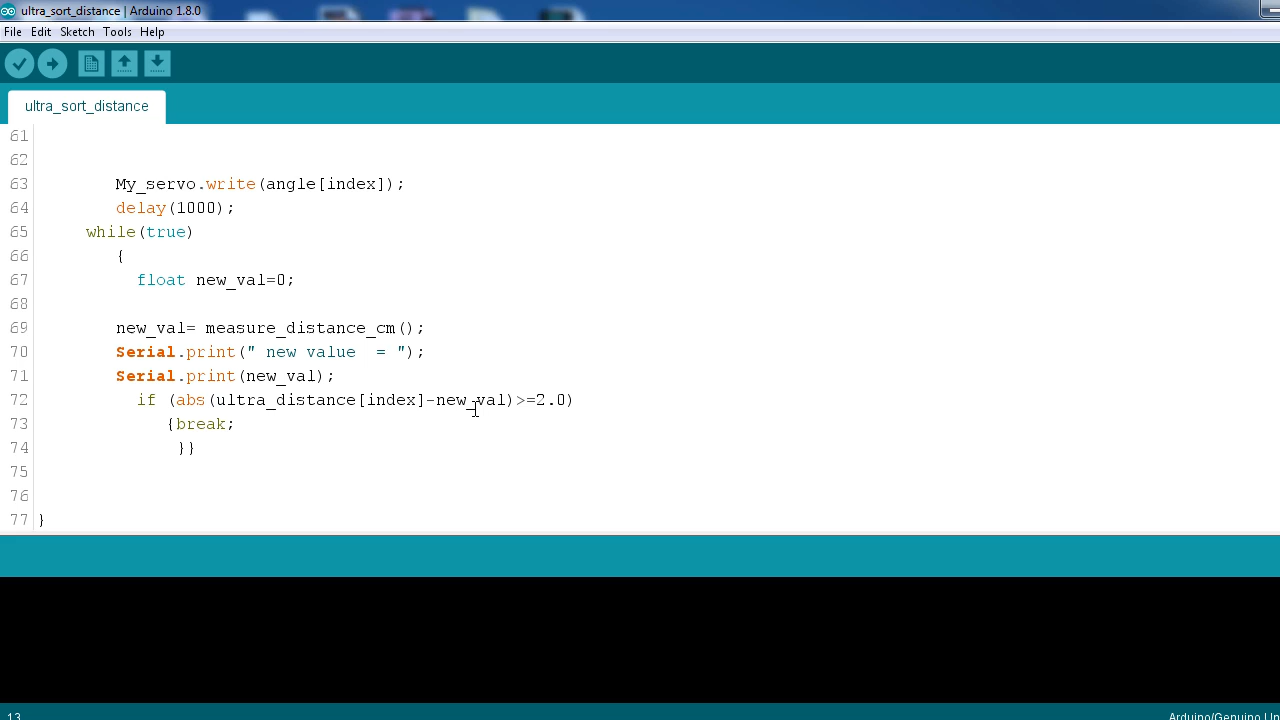 ultra_sort_distance | Arduino 1.8.0
File Edit Sketch Tools Help
ultra_sort_distance
61
62
63 My_servo.write(angle[index]);
64 delay(1000);
65 while(true)
66 {
67 float new_val=0;
68
69 new_val= measure_distance_cm();
70 Serial.print(" new value  = ");
71 Serial.print(new_val);
72 if (abs(ultra_distance[index]-new_val)>=2.0)
73 {break;
74 }}
75
76
77 }
13 Arduino/Genuino Un